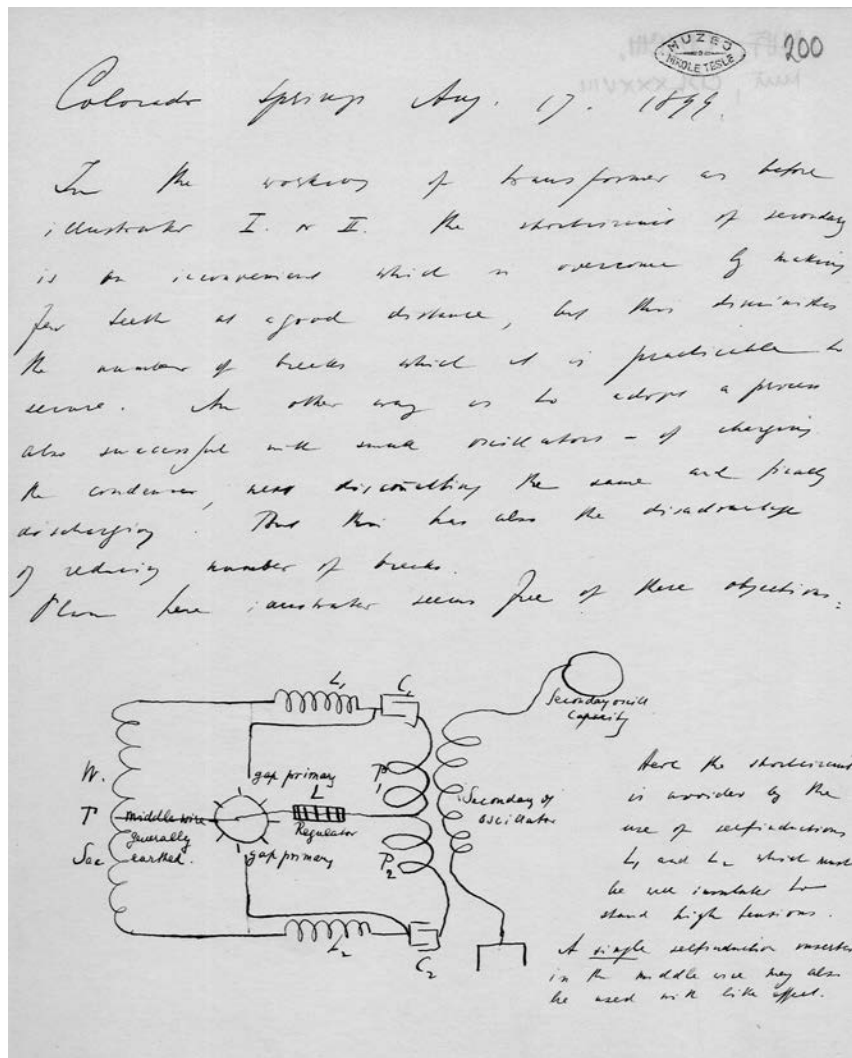 MUZEJ
NIKOLE TESLE
200
Colorado Springs Aug. 17. 1899.
In the working of transformer as before
illustrated I. or II. the shortcircuit of secondary
is an inconvenience which is overcome by making
few teeth at a good distance, but this diminishes
the number of breaks which it is practicable to
secure. An other way is to adopt a process
also successful with small oscillators - of charging
the condenser, next disconnecting the same and finally
discharging. But this has also the disadvantage
of reducing number of breaks.
Plan here illustrated seems free of these objections:
L₁
C₁
Secondary oscill
capacity
W.
T
Sec
middle wire
generally
earthed.
gap primary
L
Regulator
gap primary
P₁
P₂
Secondary of
oscillator
L₂
C₂
Here the shortcircuit
is avoided by the
use of selfinductions
L₁ and L₂ which must
be well insulated to
stand high tensions.
A single selfinduction inserted
in the middle wire may also
be used with like effect.